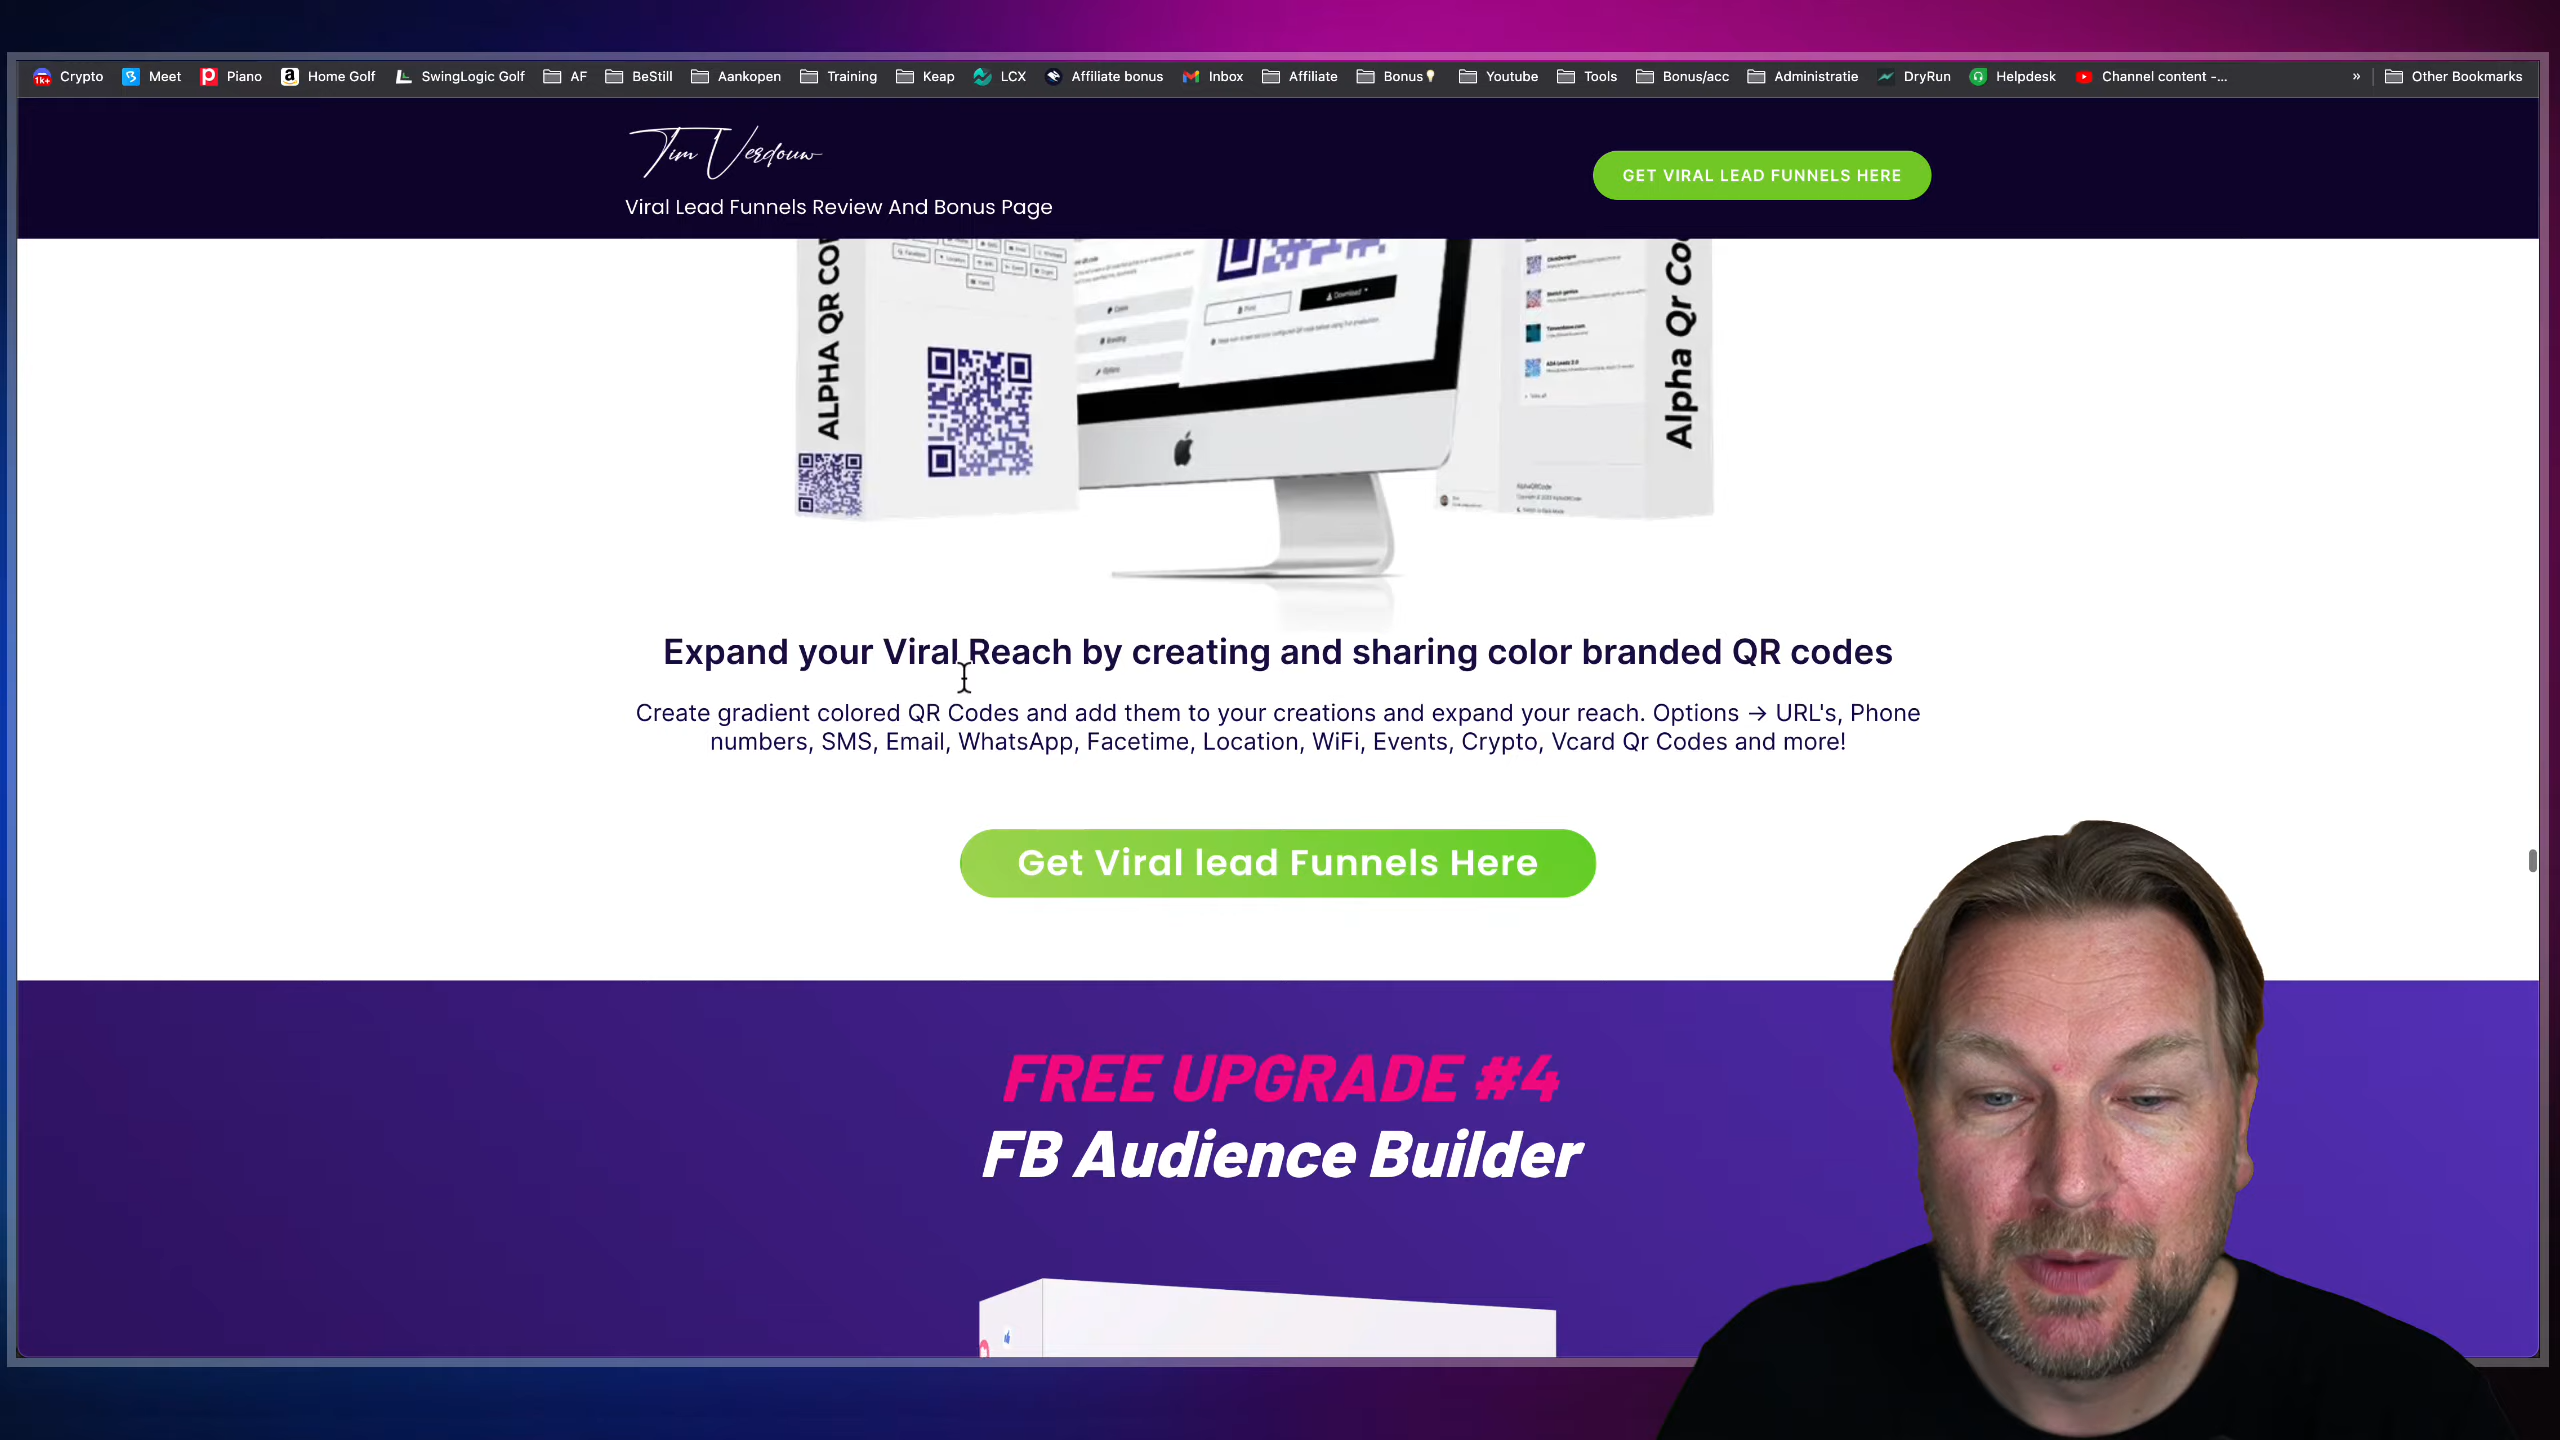 Crypto Meet Piano Home Golf SwingLogic Golf AF BeStill Aankopen Training Keap LCX Affiliate bonus Inbox Affiliate Bonus Youtube Tools Bonus/acc Administratie DryRun Helpdesk Channel content -... » Other Bookmarks
Tim Verdouw
GET VIRAL LEAD FUNNELS HERE
Viral Lead Funnels Review And Bonus Page
ALPHA QR
Download
Print
Alpha Qr
Expand your Viral Reach by creating and sharing color branded QR codes
Create gradient colored QR Codes and add them to your creations and expand your reach. Options → URL's, Phone
numbers, SMS, Email, WhatsApp, Facetime, Location, WiFi, Events, Crypto, Vcard Qr Codes and more!
Get Viral lead Funnels Here
FREE UPGRADE #4
FB Audience Builder